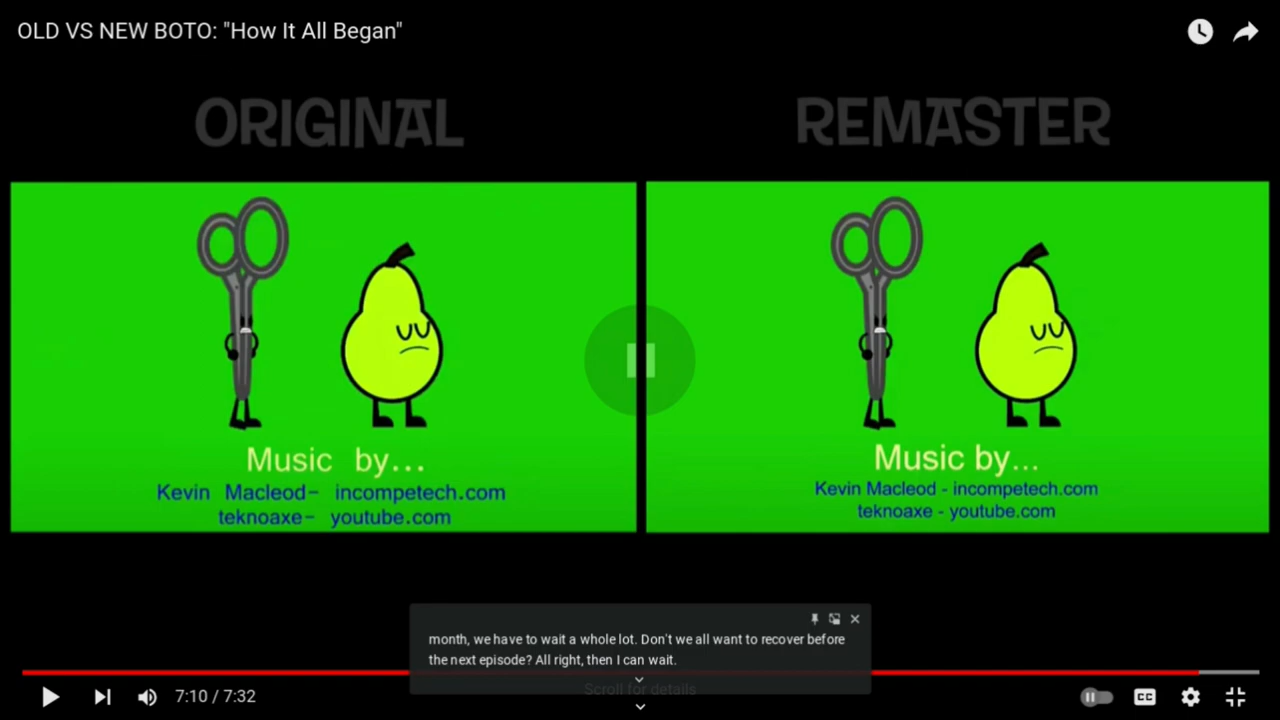 OLD VS NEW BOTO: "How It All Began"
ORIGINAL
REMASTER
Music by...
Kevin Macleod- incompetech.com
teknoaxe- youtube.com
Music by...
Kevin Macleod - incompetech.com
teknoaxe - youtube.com
month, we have to wait a whole lot. Don't we all want to recover before
the next episode? All right, then I can wait.
Scroll for details
7:10 / 7:32
CC